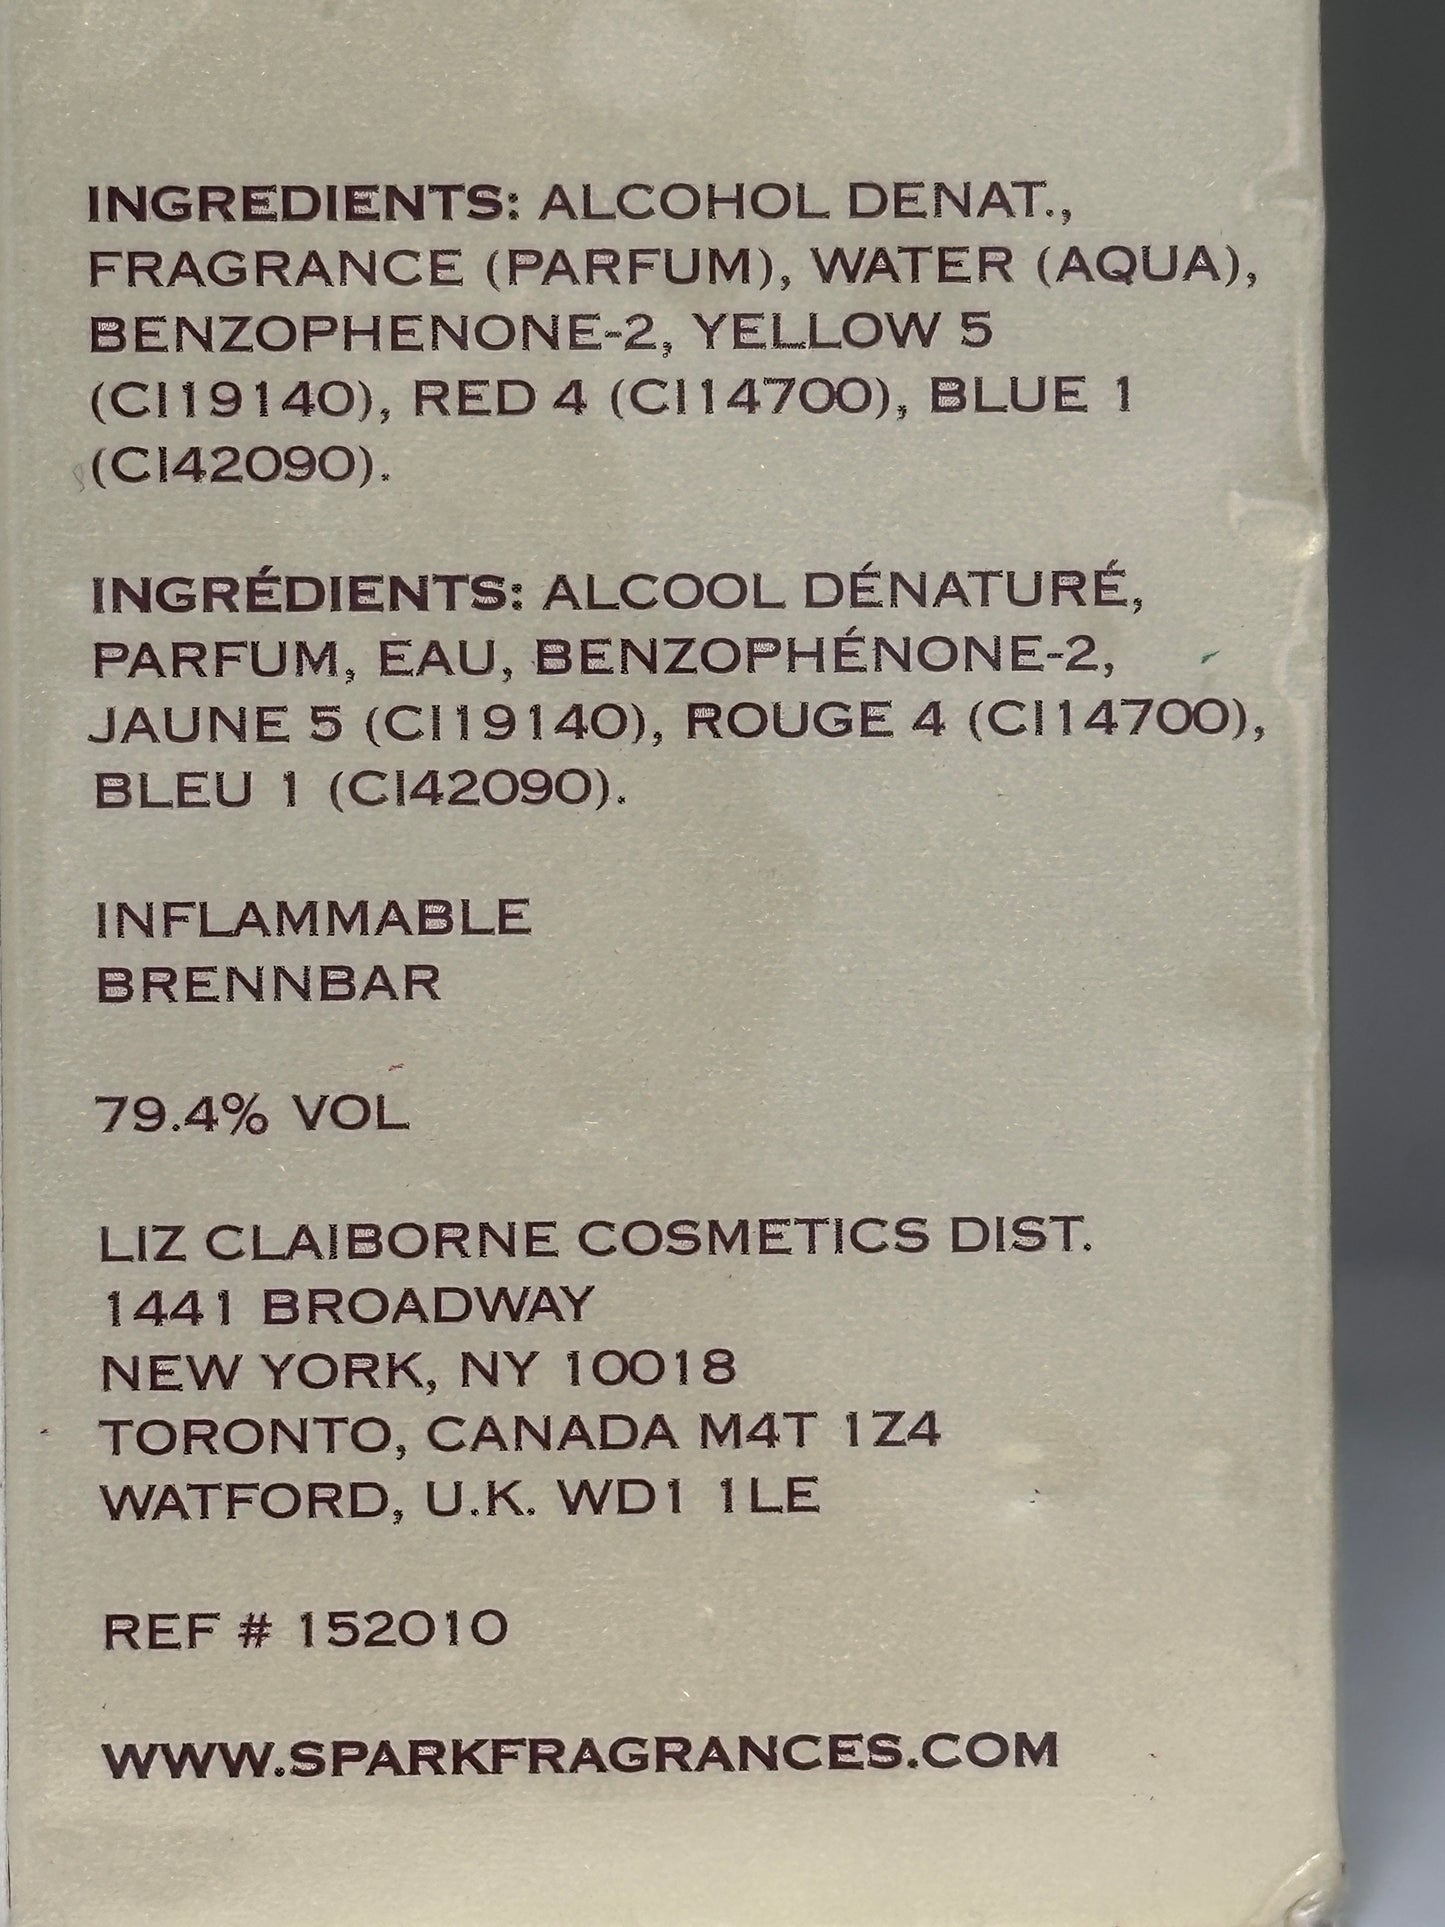 INGREDIENTS: ALCOHOL DENAT.,
FRAGRANCE (PARFUM), WATER (AQUA),
BENZOPHENONE-2, YELLOW 5
(CI19140), RED 4 (CI14700), BLUE 1
(CI42090).
INGRÉDIENTS: ALCOOL DÉNATURÉ,
PARFUM, EAU, BENZOPHÉNONE-2,
JAUNE 5 (CI19140), ROUGE 4 (CI14700),
BLEU 1 (CI42090).
INFLAMMABLE
BRENNBAR
79.4% VOL
LIZ CLAIBORNE COSMETICS DIST.
1441 BROADWAY
NEW YORK, NY 10018
TORONTO, CANADA M4T 1Z4
WATFORD, U.K. WD1 1LE
REF # 152010
WWW.SPARKFRAGRANCES.COM